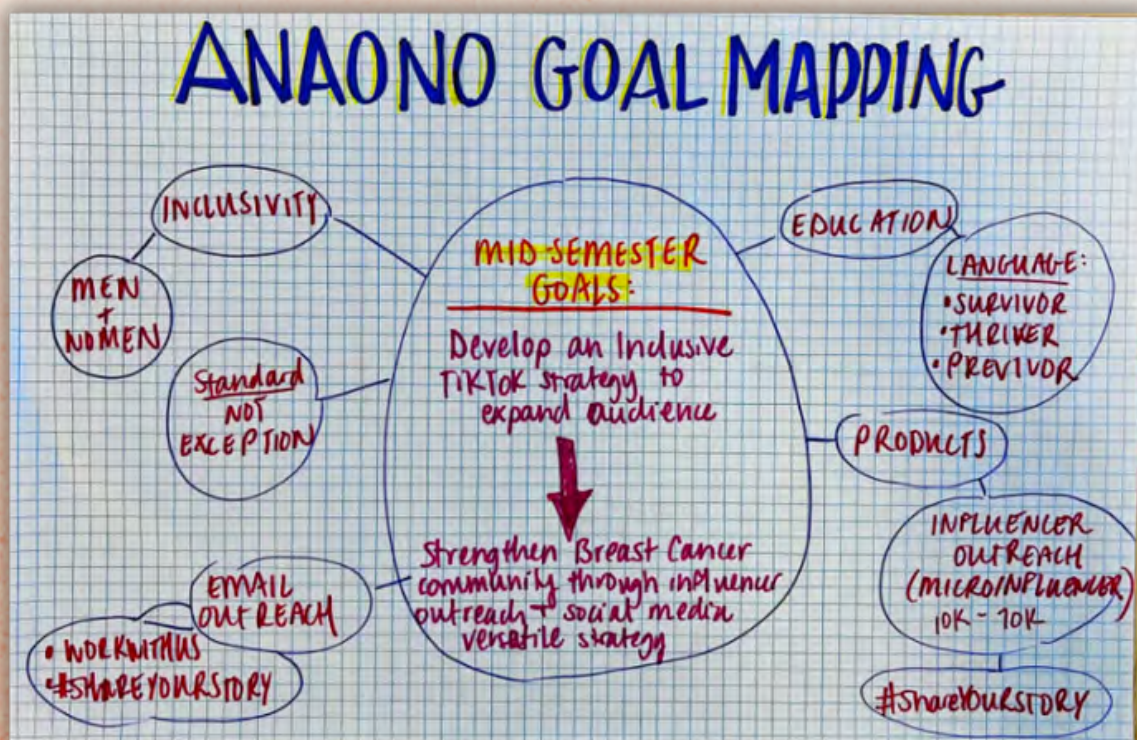 ANAONO GOAL MAPPING
INCLUSIVITY
MEN
+
WOMEN
Standard
NOT
EXCEPTION
EMAIL
OUTREACH
• WORKWITHUS
• #SHAREYOURSTORY
MID-SEMESTER
GOALS:
Develop an Inclusive
TikTok strategy to
expand audience
Strengthen Breast Cancer
community through influencer
outreach + social media
versatile strategy
EDUCATION
LANGUAGE:
• SURVIVOR
• THRIVER
• PREVIVOR
PRODUCTS
INFLUENCER
OUTREACH
(MICROINFLUENCER)
10K - 70K
#ShareYOURSTORY